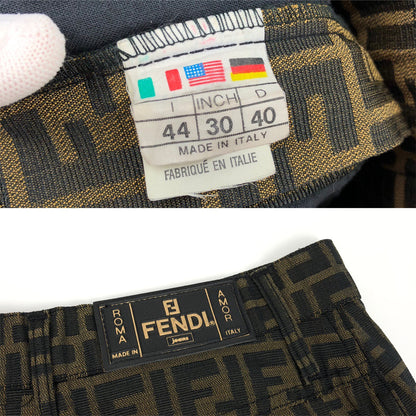 I INCH D
44 30 40
MADE IN ITALY
FABRIQUÉ EN ITALIE
ROMA
FENDI
jeans
AMOR
MADE IN
ITALY